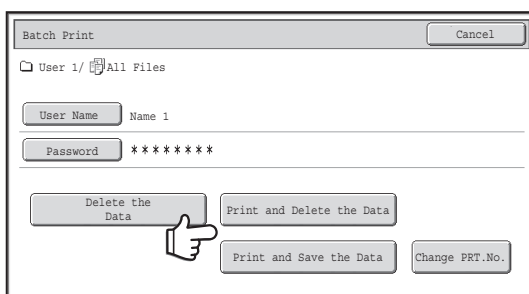 Batch Print Cancel
User 1/ All Files
User Name Name 1
Password ********
Delete the
Data
Print and Delete the Data
Print and Save the Data Change PRT.No.